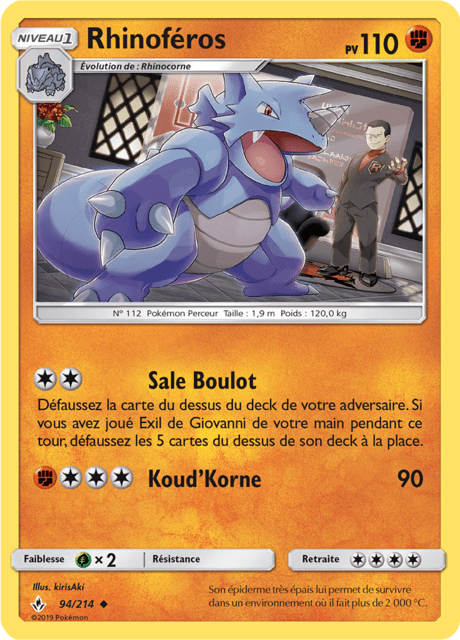 NIVEAU 1
Rhinoféros
PV 110
Évolution de : Rhinocorne
N° 112 Pokémon Perceur Taille : 1,9 m Poids : 120,0 kg
Sale Boulot
Défaussez la carte du dessus du deck de votre adversaire. Si
vous avez joué Exil de Giovanni de votre main pendant ce
tour, défaussez les 5 cartes du dessus de son deck à la place.
Koud'Korne 90
Faiblesse ×2 Résistance Retraite
Illus. kirisAki
94/214
©2019 Pokémon
Son épiderme très épais lui permet de survivre
dans un environnement où il fait plus de 2 000 °C.